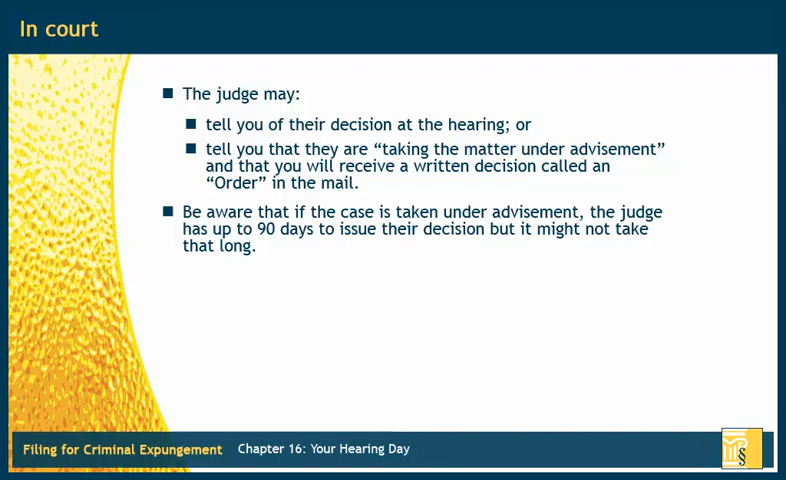 In court
■ The judge may:
■ tell you of their decision at the hearing; or
■ tell you that they are “taking the matter under advisement”
and that you will receive a written decision called an
“Order” in the mail.
■ Be aware that if the case is taken under advisement, the judge
has up to 90 days to issue their decision but it might not take
that long.
Filing for Criminal Expungement Chapter 16: Your Hearing Day
§